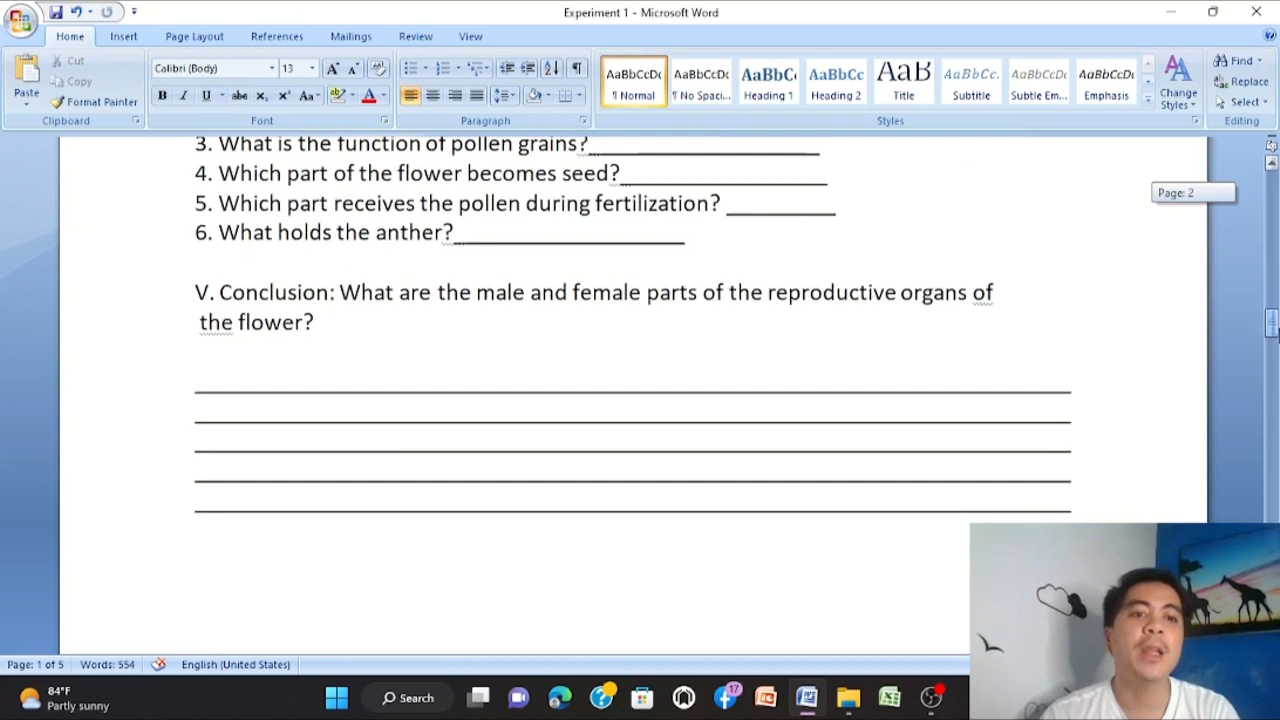 Experiment 1 - Microsoft Word
Home Insert Page Layout References Mailings Review View
Paste
Cut
Copy
Format Painter
Clipboard
Calibri (Body) 13
Font
Paragraph
AaBbCcDc AaBbCcDc AaBbC AaBbCc AaB AaBbCc. AaBbCcDc AaBbCcDc
¶ Normal ¶ No Spaci... Heading 1 Heading 2 Title Subtitle Subtle Em... Emphasis
Change Styles
Styles
Find
Replace
Select
Editing
3. What is the function of pollen grains?____________________
4. Which part of the flower becomes seed?__________________
5. Which part receives the pollen during fertilization? _________
6. What holds the anther?____________________
V. Conclusion: What are the male and female parts of the reproductive organs of
the flower?
Page: 2
Page: 1 of 5 Words: 554 English (United States)
84°F
Partly sunny
Search
17